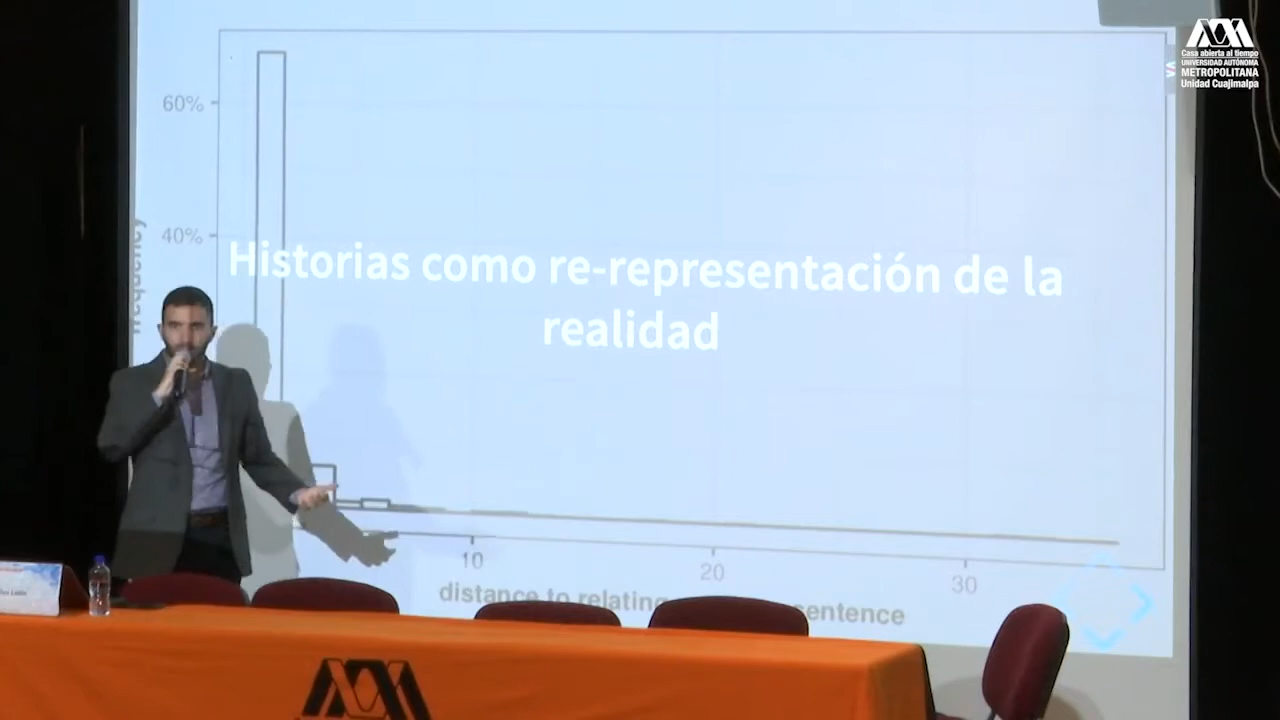 Casa abierta al tiempo
UNIVERSIDAD AUTÓNOMA
METROPOLITANA
Unidad Cuajimalpa
60%
40%
frequency
Historias como re-representación de la
realidad
10
20
30
distance to relating sentence